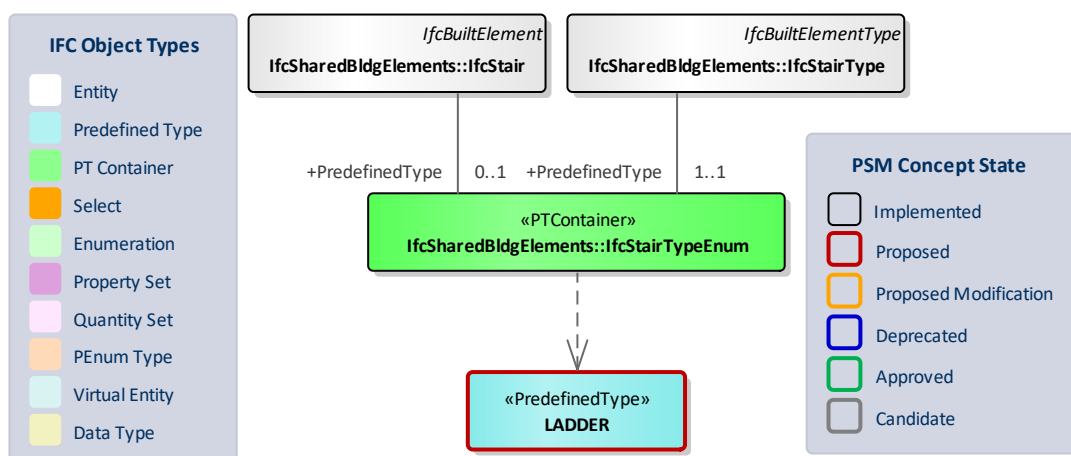 IFC Object Types
Entity
Predefined Type
PT Container
Select
Enumeration
Property Set
Quantity Set
PEnum Type
Virtual Entity
Data Type
IfcBuiltElement
IfcSharedBldgElements::IfcStair
IfcBuiltElementType
IfcSharedBldgElements::IfcStairType
+PredefinedType 0..1 +PredefinedType 1..1
«PTContainer»
IfcSharedBldgElements::IfcStairTypeEnum
«PredefinedType»
LADDER
PSM Concept State
Implemented
Proposed
Proposed Modification
Deprecated
Approved
Candidate